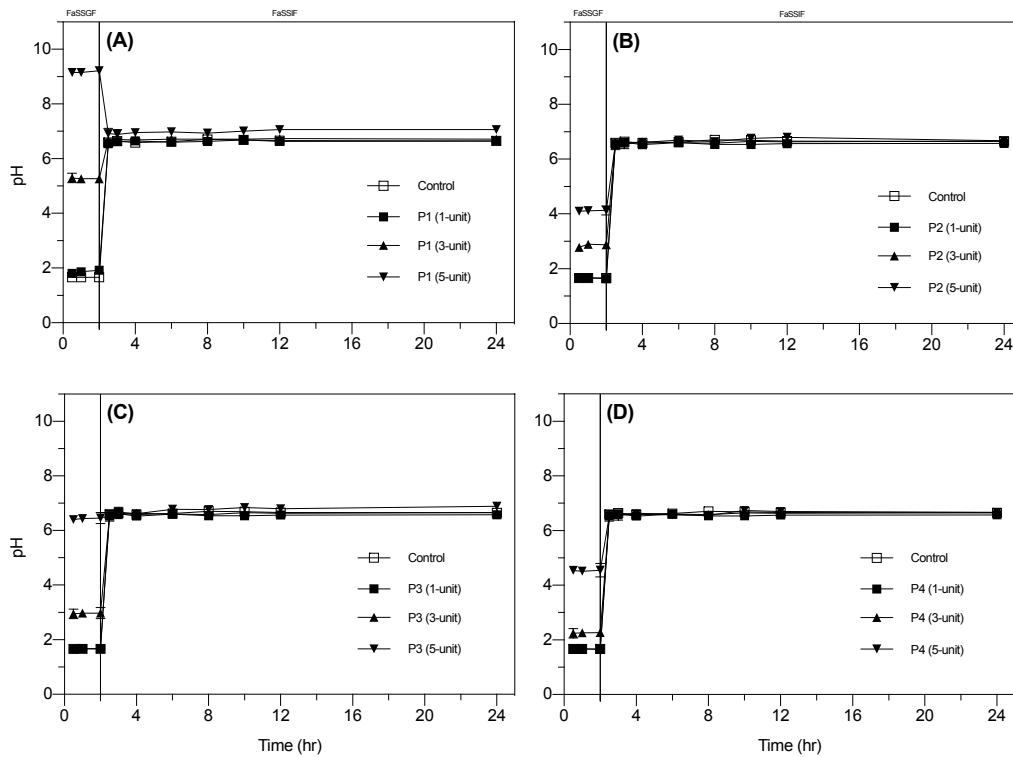 FaSSGF FaSSIF
(A)
10
8
6
4
2
0
pH
Control
P1 (1-unit)
P1 (3-unit)
P1 (5-unit)
0 4 8 12 16 20 24
FaSSGF FaSSIF
(B)
10
8
6
4
2
0
Control
P2 (1-unit)
P2 (3-unit)
P2 (5-unit)
0 4 8 12 16 20 24
(C)
10
8
6
4
2
0
pH
Control
P3 (1-unit)
P3 (3-unit)
P3 (5-unit)
0 4 8 12 16 20 24
Time (hr)
(D)
10
8
6
4
2
0
Control
P4 (1-unit)
P4 (3-unit)
P4 (5-unit)
0 4 8 12 16 20 24
Time (hr)